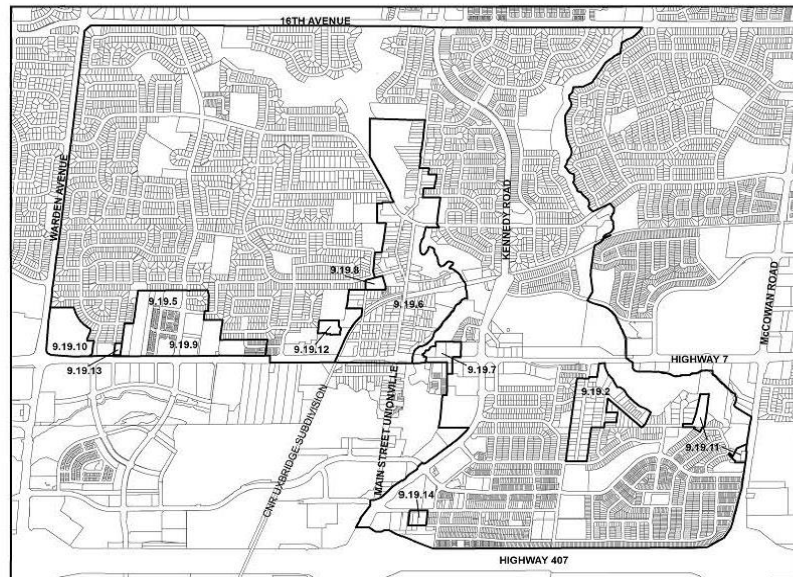 16TH AVENUE
WARDEN AVENUE
KENNEDY ROAD
McCOWAN ROAD
9.19.8
9.19.5
9.19.6
9.19.10
9.19.9
9.19.12
9.19.13
HIGHWAY 7
9.19.7
9.19.2
CNR UXBRIDGE SUBDIVISION
MAIN STREET UNIONVILLE
9.19.11
9.19.14
HIGHWAY 407